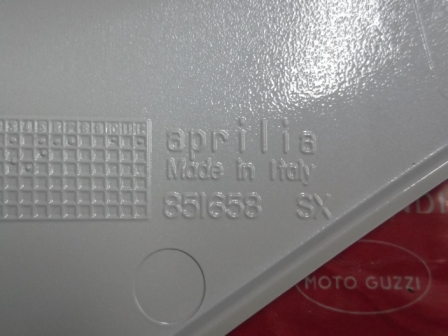 aprilia
Made in Italy
851658 SX
MOTO GUZZI